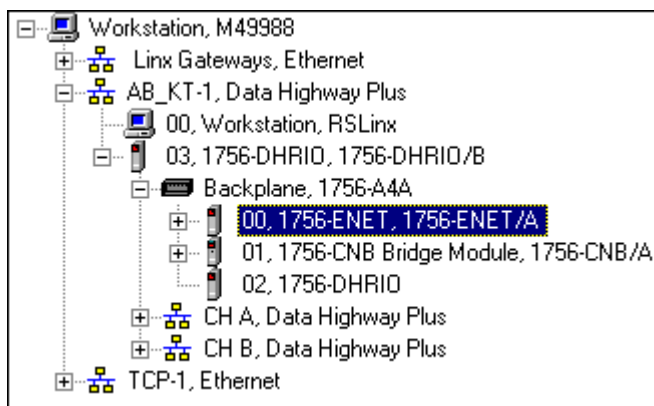 Workstation, M49988
Linx Gateways, Ethernet
AB_KT-1, Data Highway Plus
00, Workstation, RSLinx
03, 1756-DHRIO, 1756-DHRIO/B
Backplane, 1756-A4A
00, 1756-ENET, 1756-ENET/A
01, 1756-CNB Bridge Module, 1756-CNB/A
02, 1756-DHRIO
CH A, Data Highway Plus
CH B, Data Highway Plus
TCP-1, Ethernet